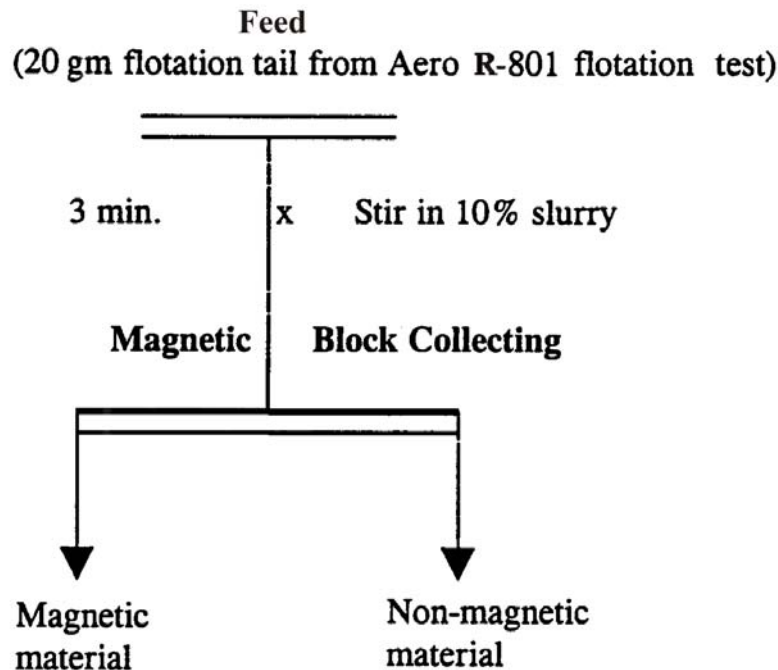 Feed
(20 gm flotation tail from Aero R-801 flotation test)
3 min. x Stir in 10% slurry
Magnetic Block Collecting
Magnetic
material
Non-magnetic
material